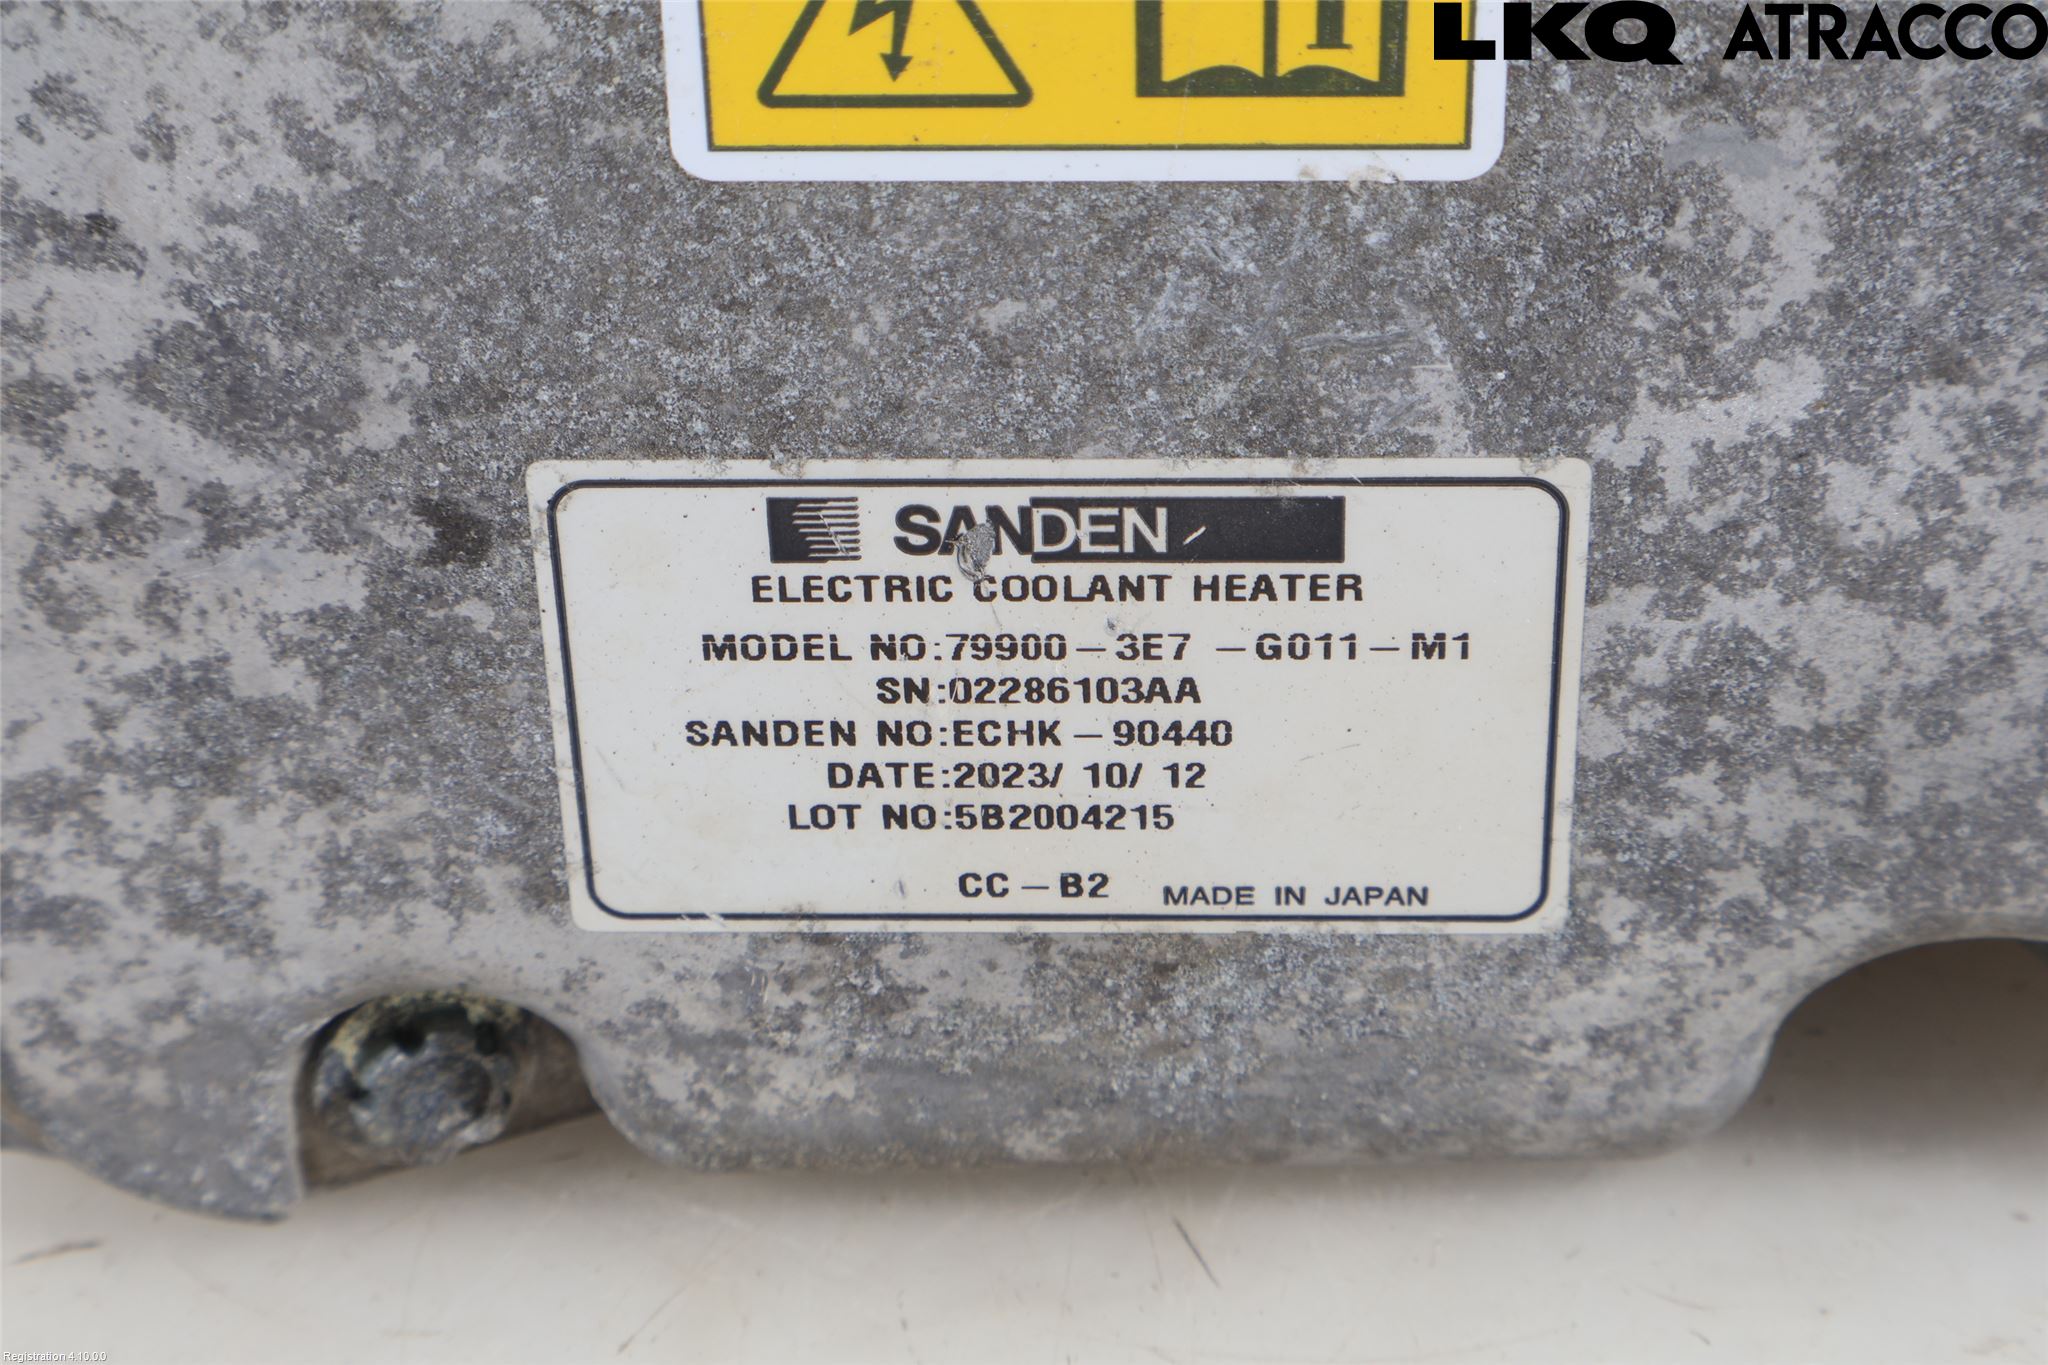 LKQ ATRACCO
SANDEN
ELECTRIC COOLANT HEATER
MODEL NO:79900-3E7 -G011-M1
SN:02286103AA
SANDEN NO:ECHK-90440
DATE:2023/ 10/ 12
LOT NO:5B2004215
CC-B2 MADE IN JAPAN
Registration 4.10.0.0